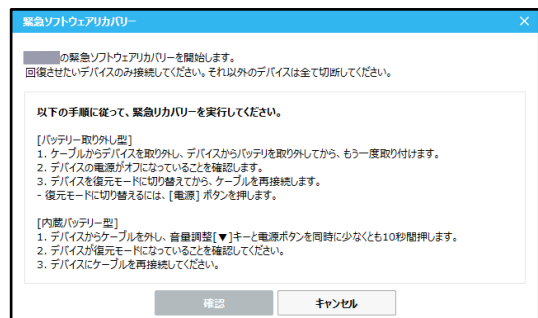 緊急ソフトウェアリカバリー
の緊急ソフトウェアリカバリーを開始します。
回復させたいデバイスのみ接続してください。それ以外のデバイスは全て切断してください。
以下の手順に従って、緊急リカバリーを実行してください。
[バッテリー取り外し型]
1. ケーブルからデバイスを取り外し、デバイスからバッテリを取り外してから、もう一度取り付けます。
2. デバイスの電源がオフになっていることを確認します。
3. デバイスを復元モードに切り替えてから、ケーブルを再接続します。
- 復元モードに切り替えるには、[電源] ボタンを押します。
[内蔵バッテリー型]
1. デバイスからケーブルを外し、音量調整[▼]キーと電源ボタンを同時に少なくとも10秒間押します。
2. デバイスが復元モードになっていることを確認してください。
3. デバイスにケーブルを再接続してください。
確認
キャンセル